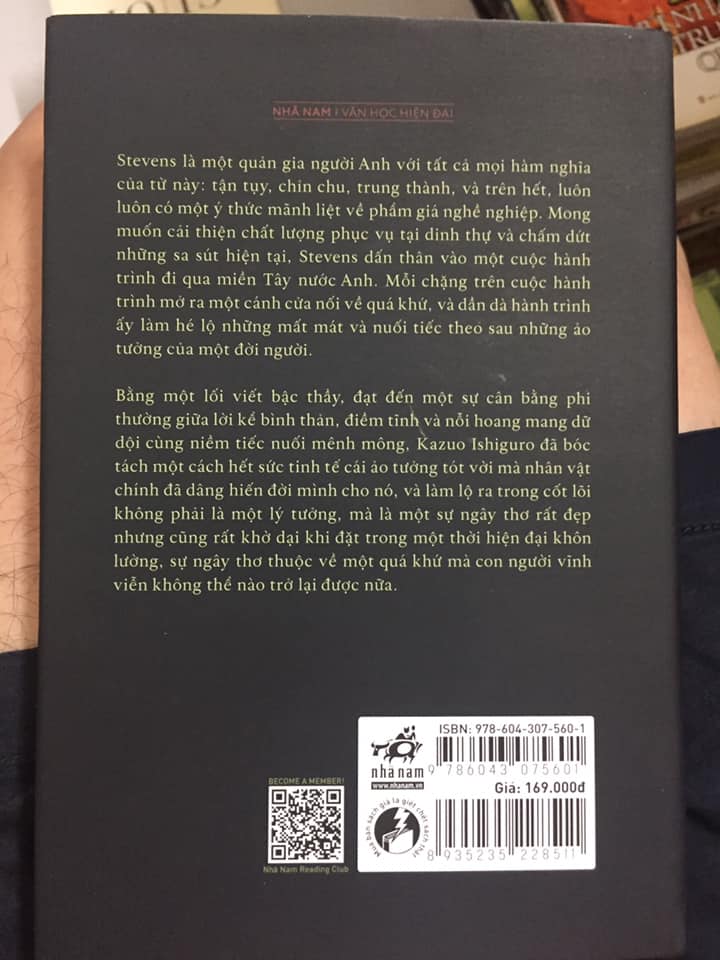 NHÃ NAM | VĂN HỌC HIỆN ĐẠI
Stevens là một quản gia người Anh với tất cả mọi hàm nghĩa
của từ này: tận tụy, chỉn chu, trung thành, và trên hết, luôn
luôn có một ý thức mãnh liệt về phẩm giá nghề nghiệp. Mong
muốn cải thiện chất lượng phục vụ tại dinh thự và chấm dứt
những sa sút hiện tại, Stevens dấn thân vào một cuộc hành
trình đi qua miền Tây nước Anh. Mỗi chặng trên cuộc hành
trình mở ra một cánh cửa nối về quá khứ, và dần dà hành trình
ấy làm hé lộ những mất mát và nuối tiếc theo sau những ảo
tưởng của một đời người.
Bằng một lối viết bậc thầy, đạt đến một sự cân bằng phi
thường giữa lời kể bình thản, điềm tĩnh và nỗi hoang mang dữ
dội cùng niềm tiếc nuối mênh mông, Kazuo Ishiguro đã bóc
tách một cách hết sức tinh tế cái ảo tưởng tót vời mà nhân vật
chính đã dâng hiến đời mình cho nó, và làm lộ ra trong cốt lõi
không phải là một lý tưởng, mà là một sự ngây thơ rất đẹp
nhưng cũng rất khờ dại khi đặt trong một thời hiện đại khôn
lường, sự ngây thơ thuộc về một quá khứ mà con người vĩnh
viễn không thể nào trở lại được nữa.
ISBN: 978-604-307-560-1
nhã nam
www.nhanam.vn
9 786043 075601
Giá: 169.000đ
Mua bán sách giả là giết chết sách thật
8 935235 228511
BECOME A MEMBER!
Nhã Nam Reading Club